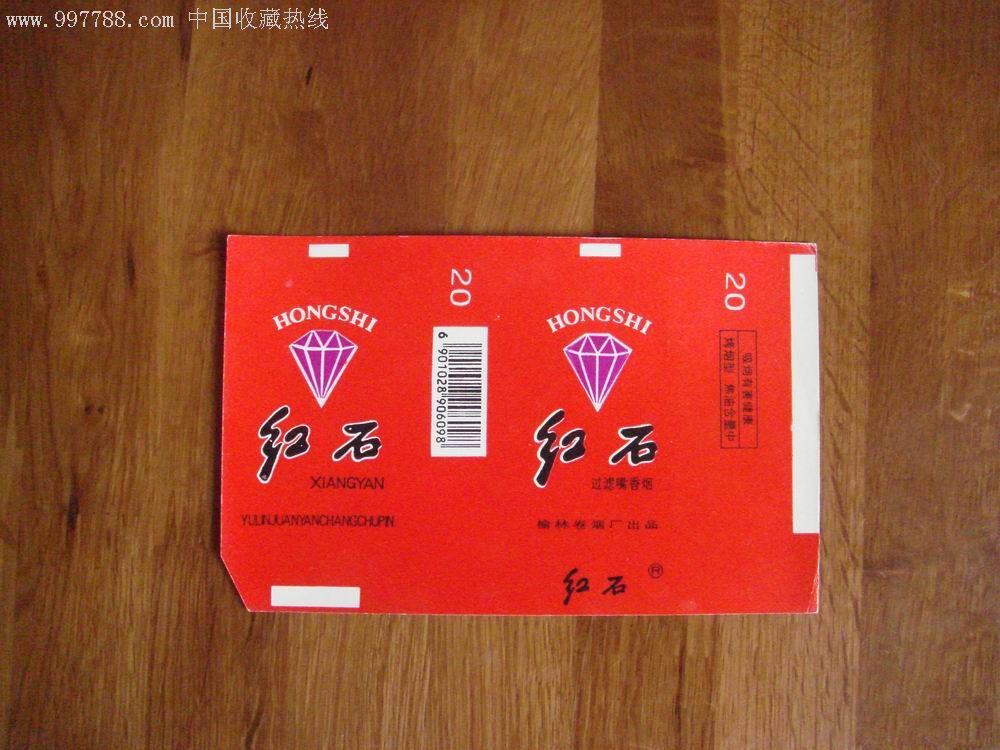 www.997788.com 中国收藏热线
HONGSHI
红石
XIANGYAN
YULINJUANYANCHANGCHUPIN
20
6 901028 906098
HONGSHI
红石
过滤嘴香烟
榆林卷烟厂出品
红石 ®
20
吸烟有害健康
烤烟型 焦油含量中